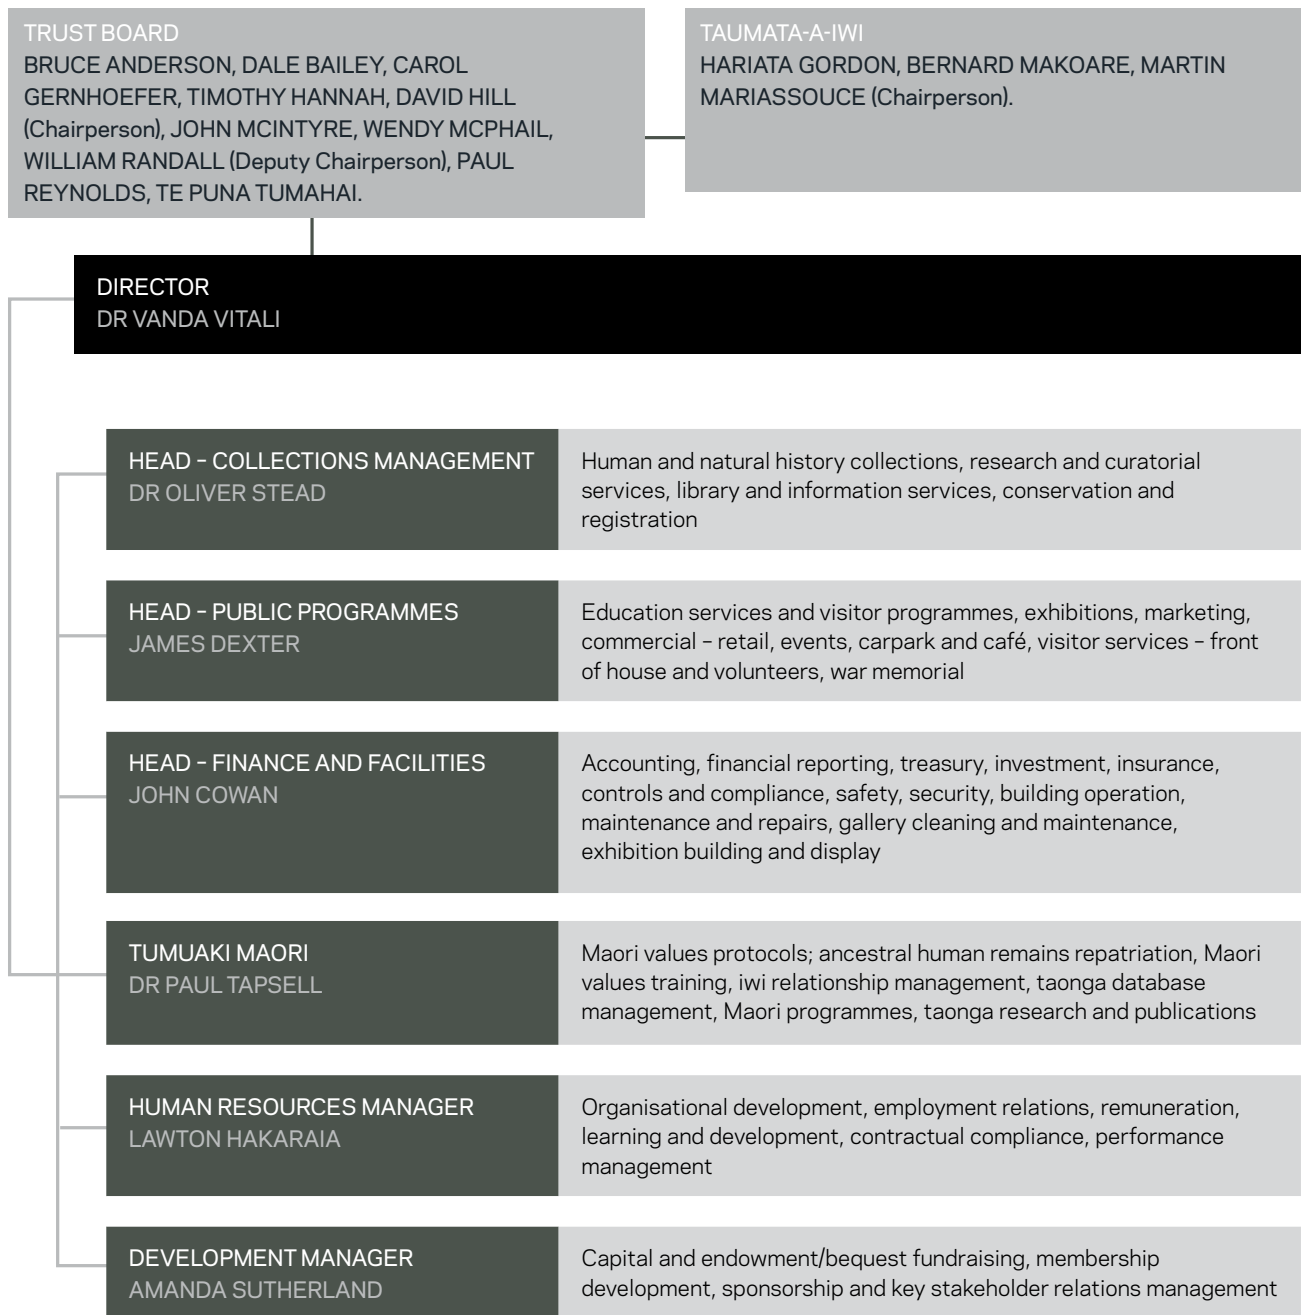 TRUST BOARD
BRUCE ANDERSON, DALE BAILEY, CAROL
GERNHOEFER, TIMOTHY HANNAH, DAVID HILL
(Chairperson), JOHN MCINTYRE, WENDY MCPHAIL,
WILLIAM RANDALL (Deputy Chairperson), PAUL
REYNOLDS, TE PUNA TUMAHAI.
TAUMATA-A-IWI
HARIATA GORDON, BERNARD MAKOARE, MARTIN
MARIASSOUCE (Chairperson).
DIRECTOR
DR VANDA VITALI
HEAD – COLLECTIONS MANAGEMENT
DR OLIVER STEAD
Human and natural history collections, research and curatorial
services, library and information services, conservation and
registration
HEAD – PUBLIC PROGRAMMES
JAMES DEXTER
Education services and visitor programmes, exhibitions, marketing,
commercial – retail, events, carpark and café, visitor services – front
of house and volunteers, war memorial
HEAD – FINANCE AND FACILITIES
JOHN COWAN
Accounting, financial reporting, treasury, investment, insurance,
controls and compliance, safety, security, building operation,
maintenance and repairs, gallery cleaning and maintenance,
exhibition building and display
TUMUAKI MAORI
DR PAUL TAPSELL
Maori values protocols; ancestral human remains repatriation, Maori
values training, iwi relationship management, taonga database
management, Maori programmes, taonga research and publications
HUMAN RESOURCES MANAGER
LAWTON HAKARAIA
Organisational development, employment relations, remuneration,
learning and development, contractual compliance, performance
management
DEVELOPMENT MANAGER
AMANDA SUTHERLAND
Capital and endowment/bequest fundraising, membership
development, sponsorship and key stakeholder relations management